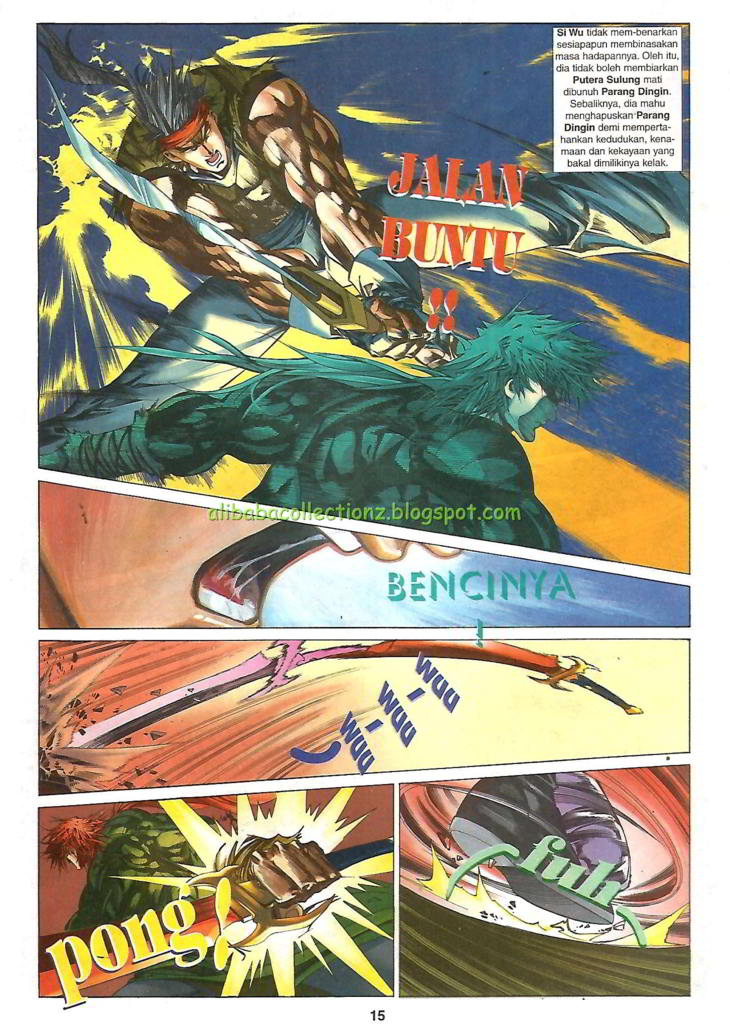 Si Wu tidak mem-benarkan
sesiapapun membinasakan
masa hadapannya. Oleh itu,
dia tidak boleh membiarkan
Putera Sulung mati
dibunuh Parang Dingin.
Sebaliknya, dia mahu
menghapuskan Parang
Dingin demi memperta-
hankan kedudukan, kena-
maan dan kekayaan yang
bakal dimilikinya kelak.
JALAN
BUNTU
!!
alibabacollectionz.blogspot.com
BENCINYA
!
wuu
- wuu
- wuu
pong!
fuh
15